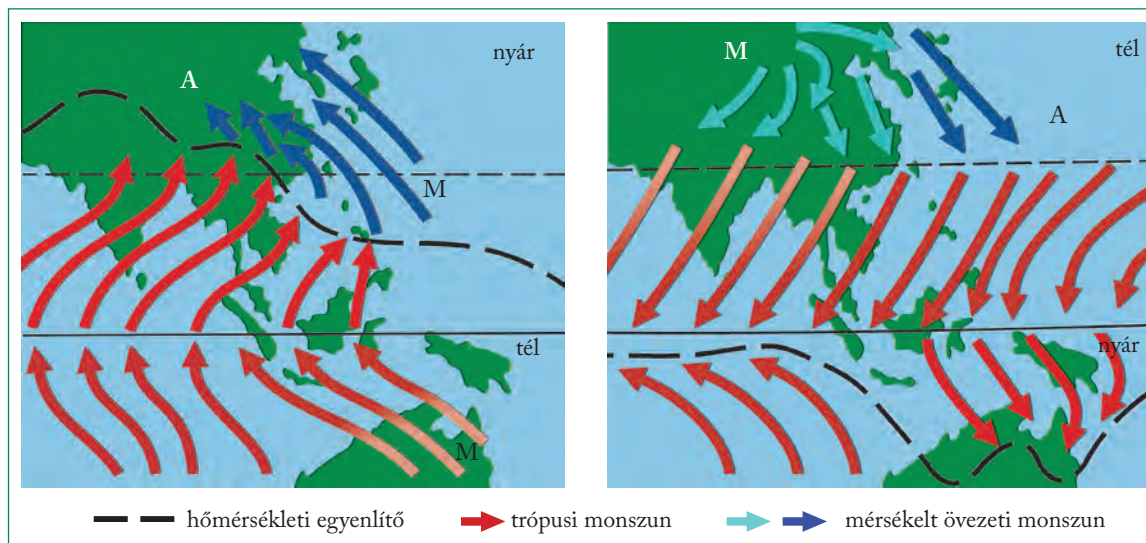 nyár
A
M
tél
M
tél
M
A
nyár
hőmérsékleti egyenlítő
trópusi monszun
mérsékelt övezeti monszun